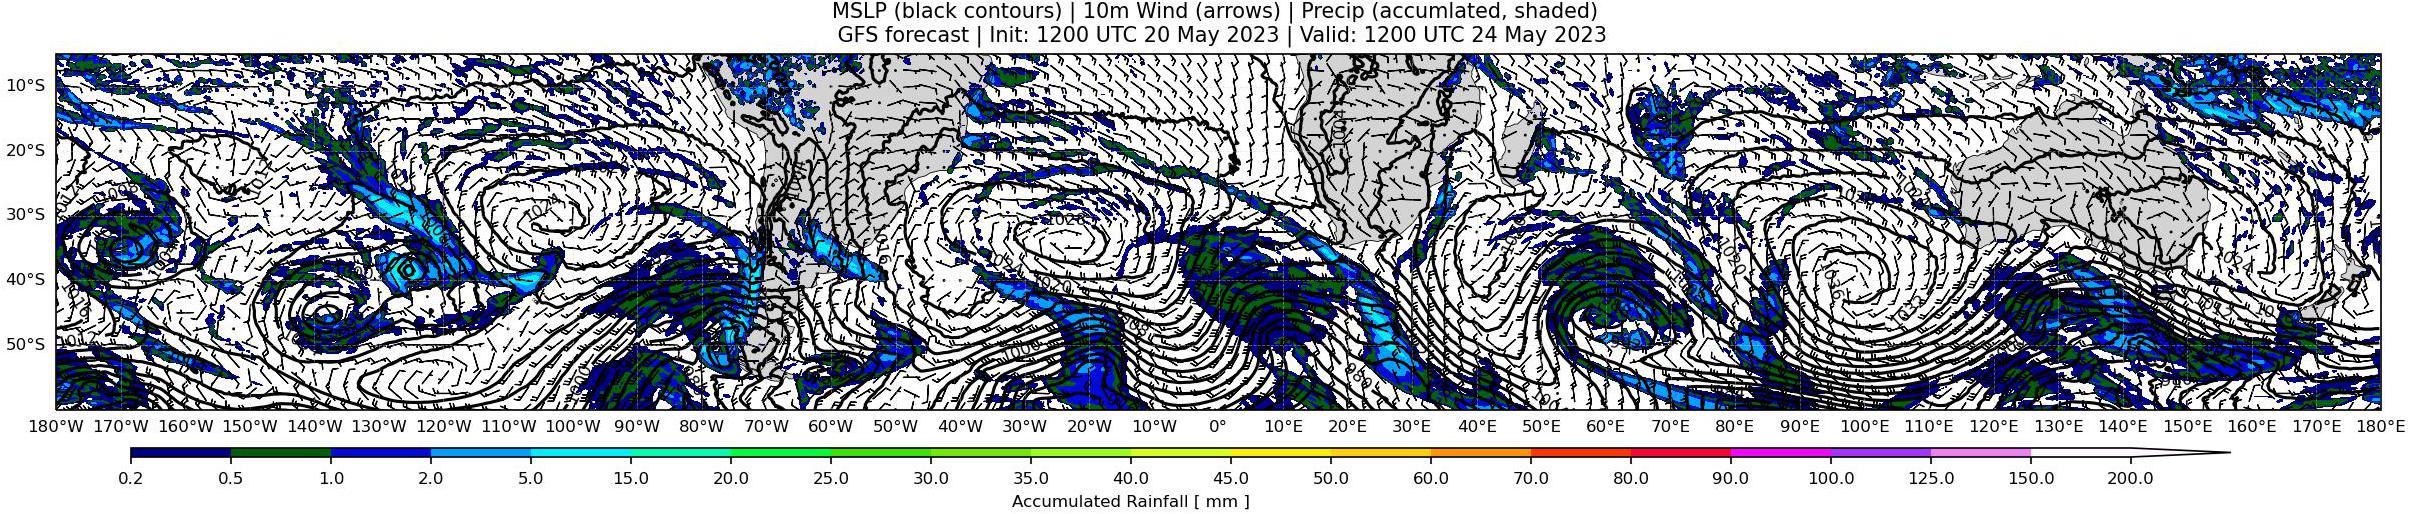 MSLP (black contours) | 10m Wind (arrows) | Precip (accumlated, shaded)
GFS forecast | Init: 1200 UTC 20 May 2023 | Valid: 1200 UTC 24 May 2023
10°S
20°S
1024
30°S
1028
1024
40°S
1020
1036
50°S
180°W 170°W 160°W 150°W 140°W 130°W 120°W 110°W 100°W 90°W 80°W 70°W 60°W 50°W 40°W 30°W 20°W 10°W 0° 10°E 20°E 30°E 40°E 50°E 60°E 70°E 80°E 90°E 100°E 110°E 120°E 130°E 140°E 150°E 160°E 170°E 180°E
0.2 0.5 1.0 2.0 5.0 15.0 20.0 25.0 30.0 35.0 40.0 45.0 50.0 60.0 70.0 80.0 90.0 100.0 125.0 150.0 200.0
Accumulated Rainfall [ mm ]